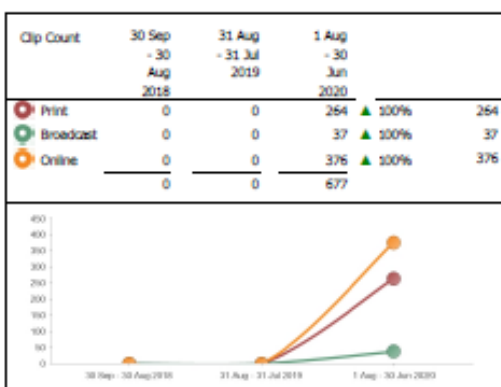 Clip Count 30 Sep 31 Aug 1 Aug
- 30 - 31 Jul - 30
Aug 2019 Jun
2018 2020
Print 0 0 264 ▲ 100% 264
Broadcast 0 0 37 ▲ 100% 37
Online 0 0 376 ▲ 100% 376
0 0 677
450
400
350
300
250
200
150
100
50
0
30 Sep - 30 Aug 2018 31 Aug - 31 Jul 2019 1 Aug - 30 Jun 2020